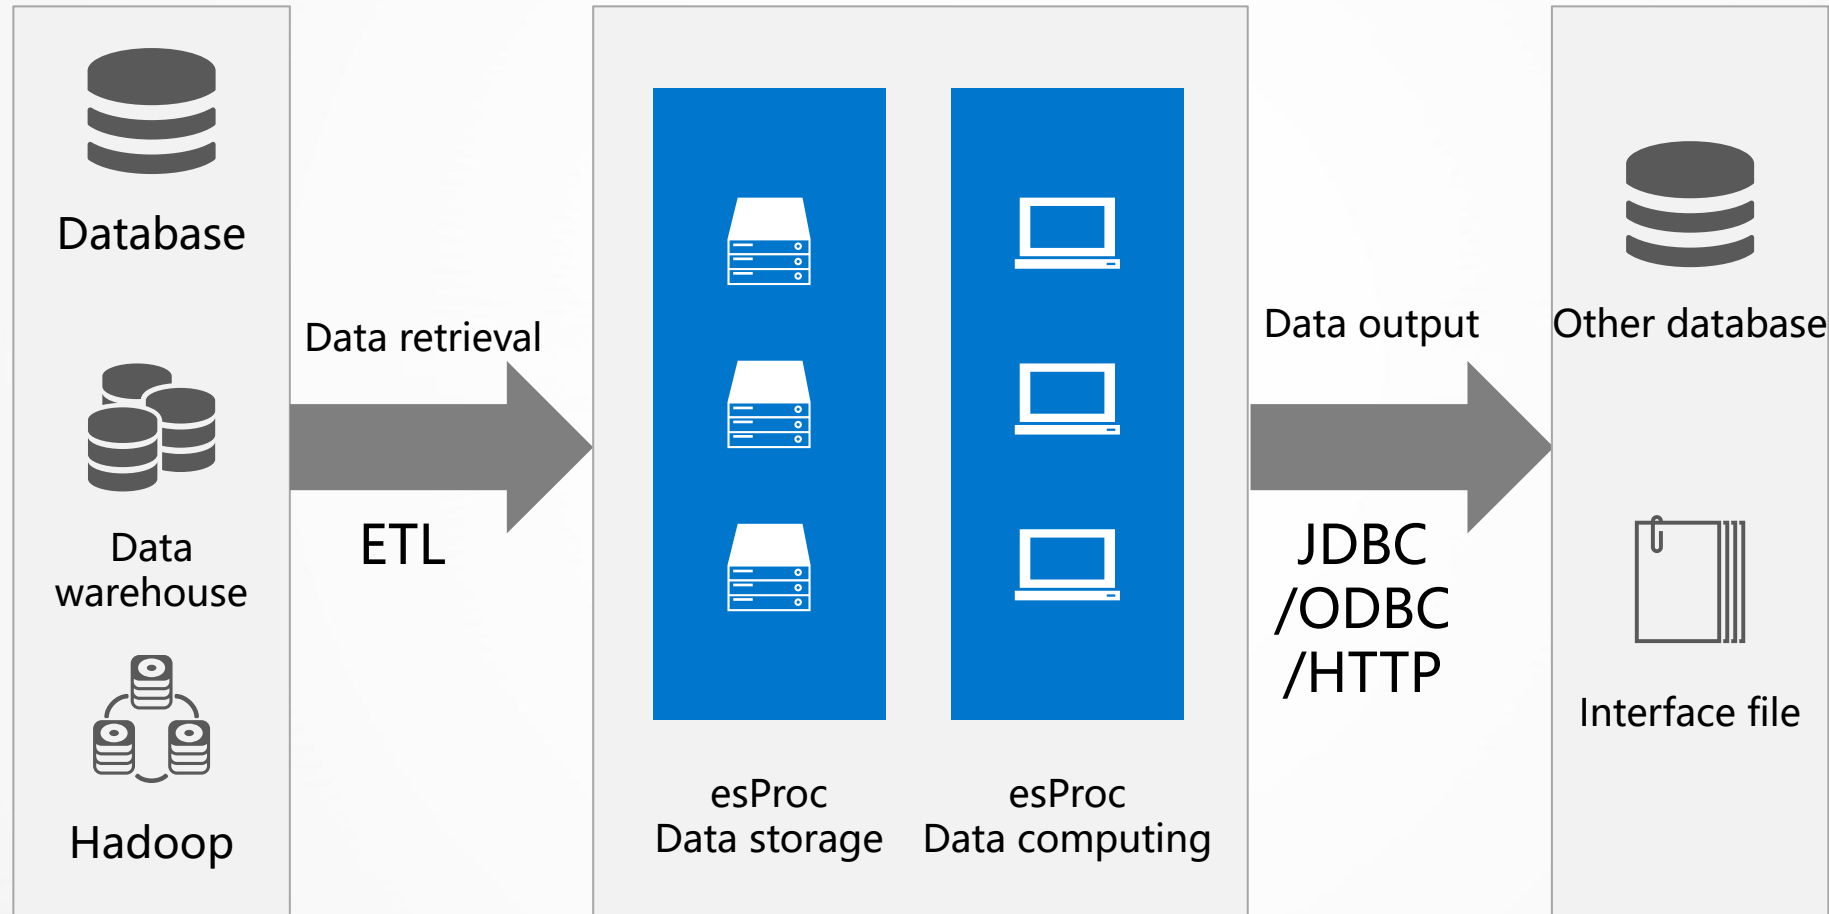 Database
Data
warehouse
Hadoop
Data retrieval
ETL
esProc
Data storage
esProc
Data computing
Data output
JDBC
/ODBC
/HTTP
Other database
Interface file